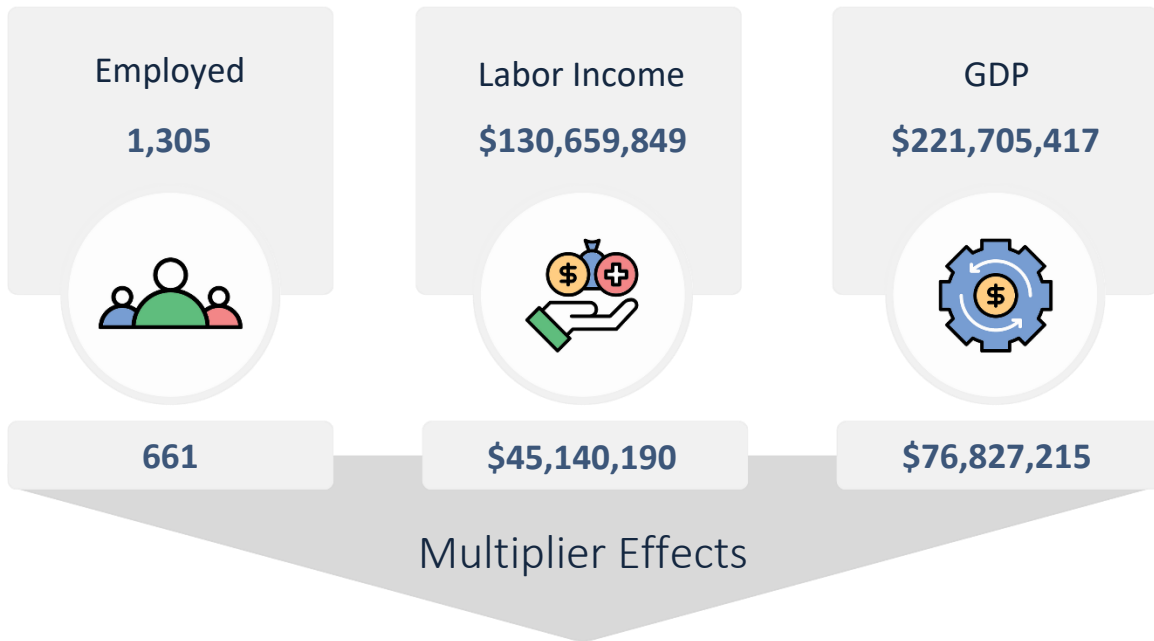 Employed
1,305
Labor Income
$130,659,849
GDP
$221,705,417
$
$
661
$45,140,190
$76,827,215
Multiplier Effects